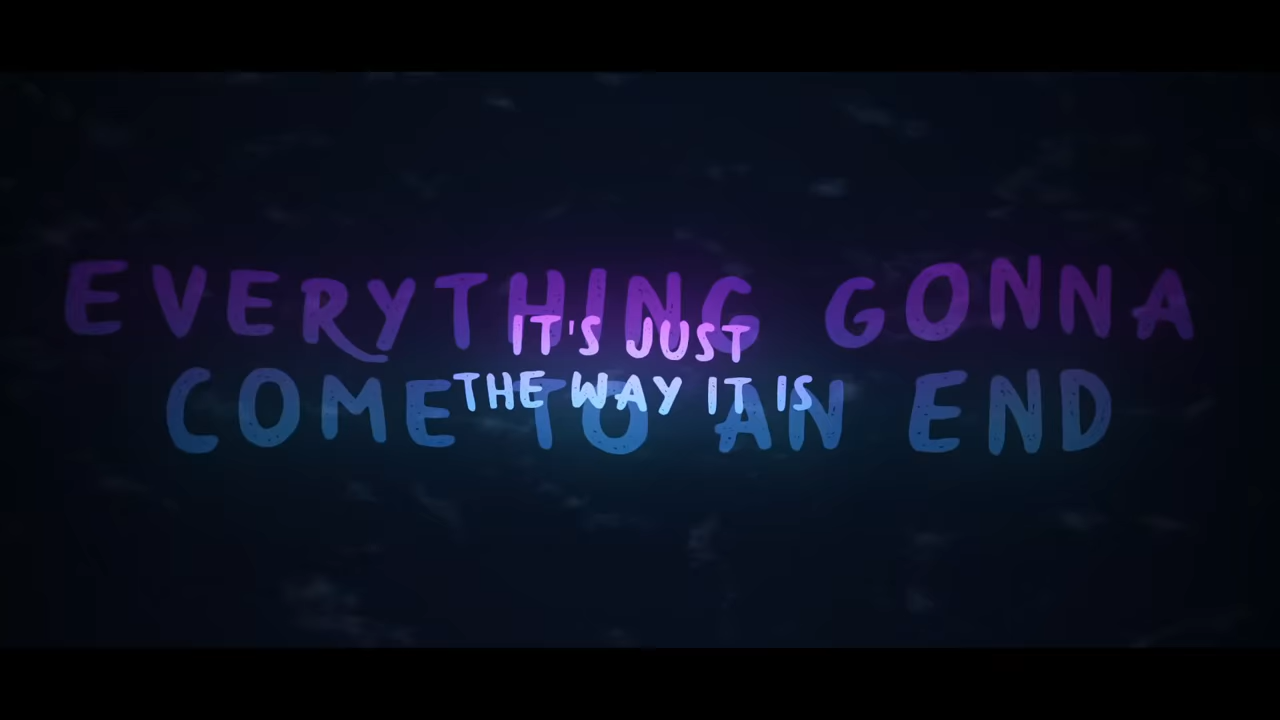 EVERYTHING GONNA
IT'S JUST
THE WAY IT IS
COME TO AN END